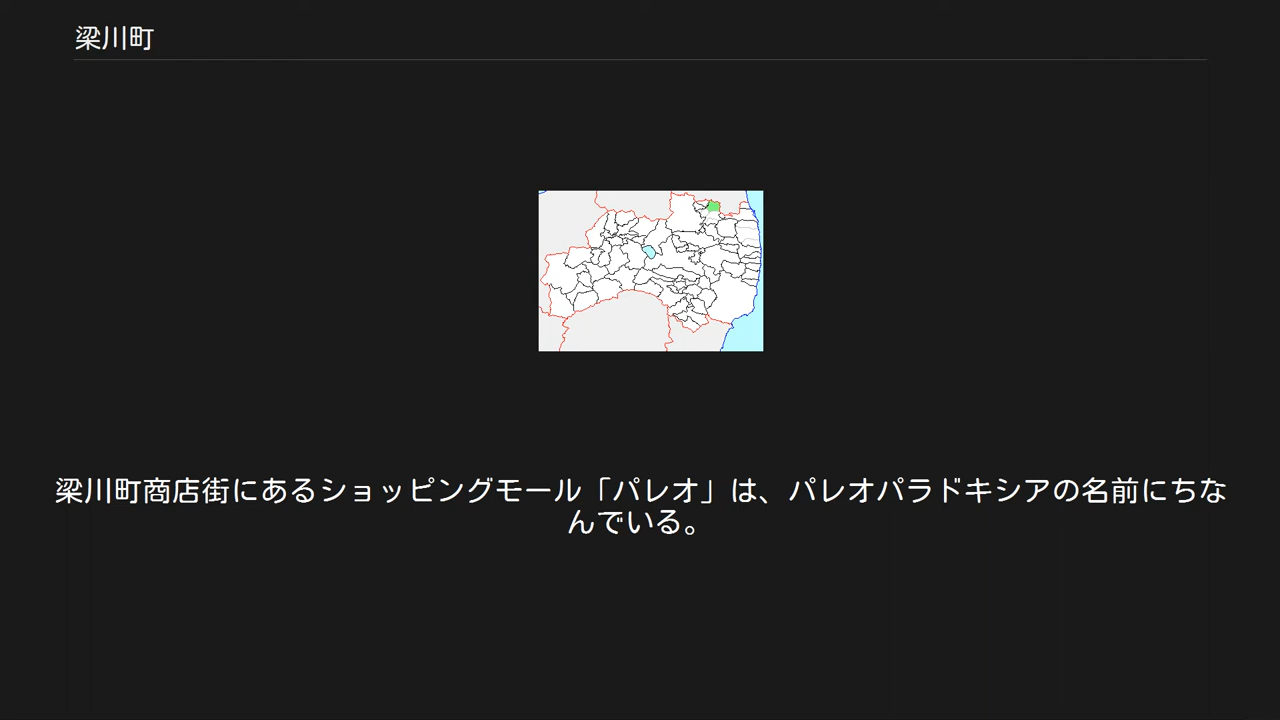 梁川町
梁川町商店街にあるショッピングモール「パレオ」は、パレオパラドキシアの名前にちな
んでいる。